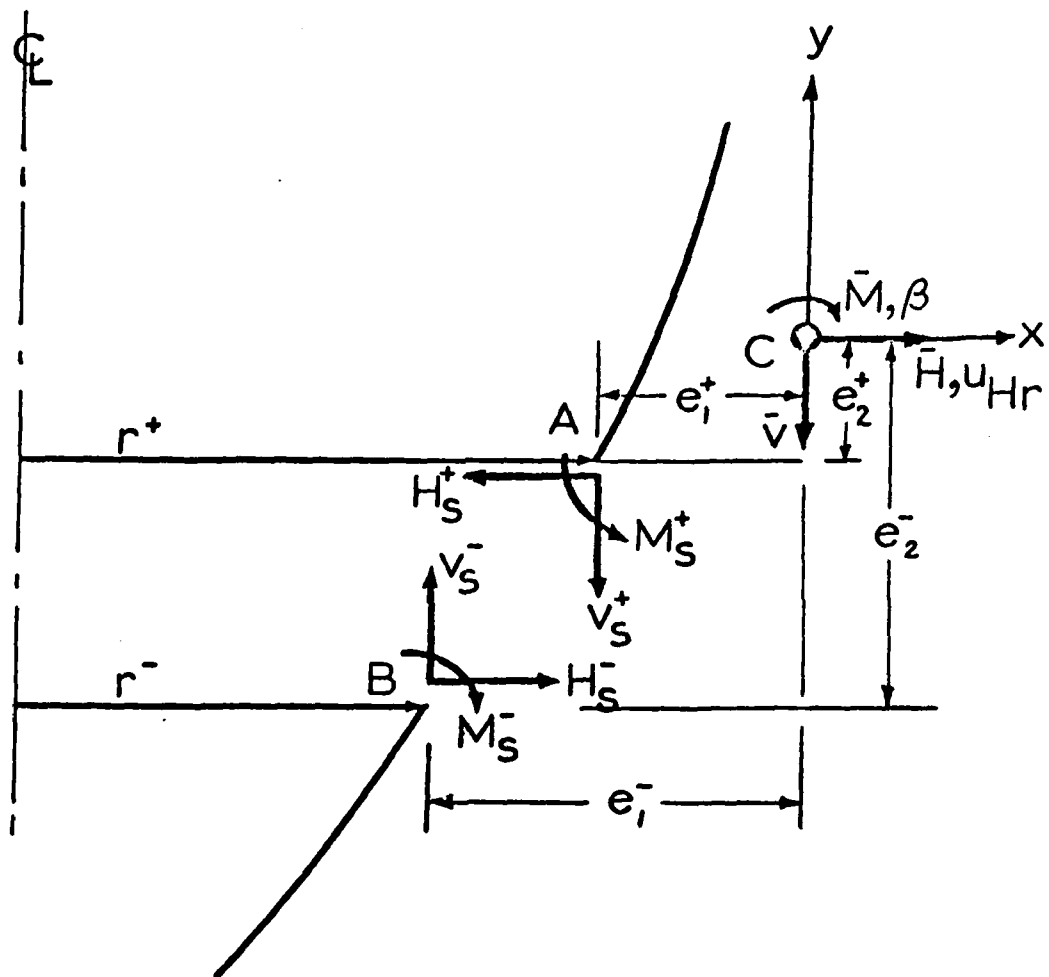 ℄
y
M̄, β
x
C
H̄, u_Hr
e₁⁺
e₂⁺
V̄
A
r⁺
H_S⁺
M_S⁺
e₂⁻
V_S⁻
V_S⁺
r⁻
B
H_S⁻
M_S⁻
e₁⁻